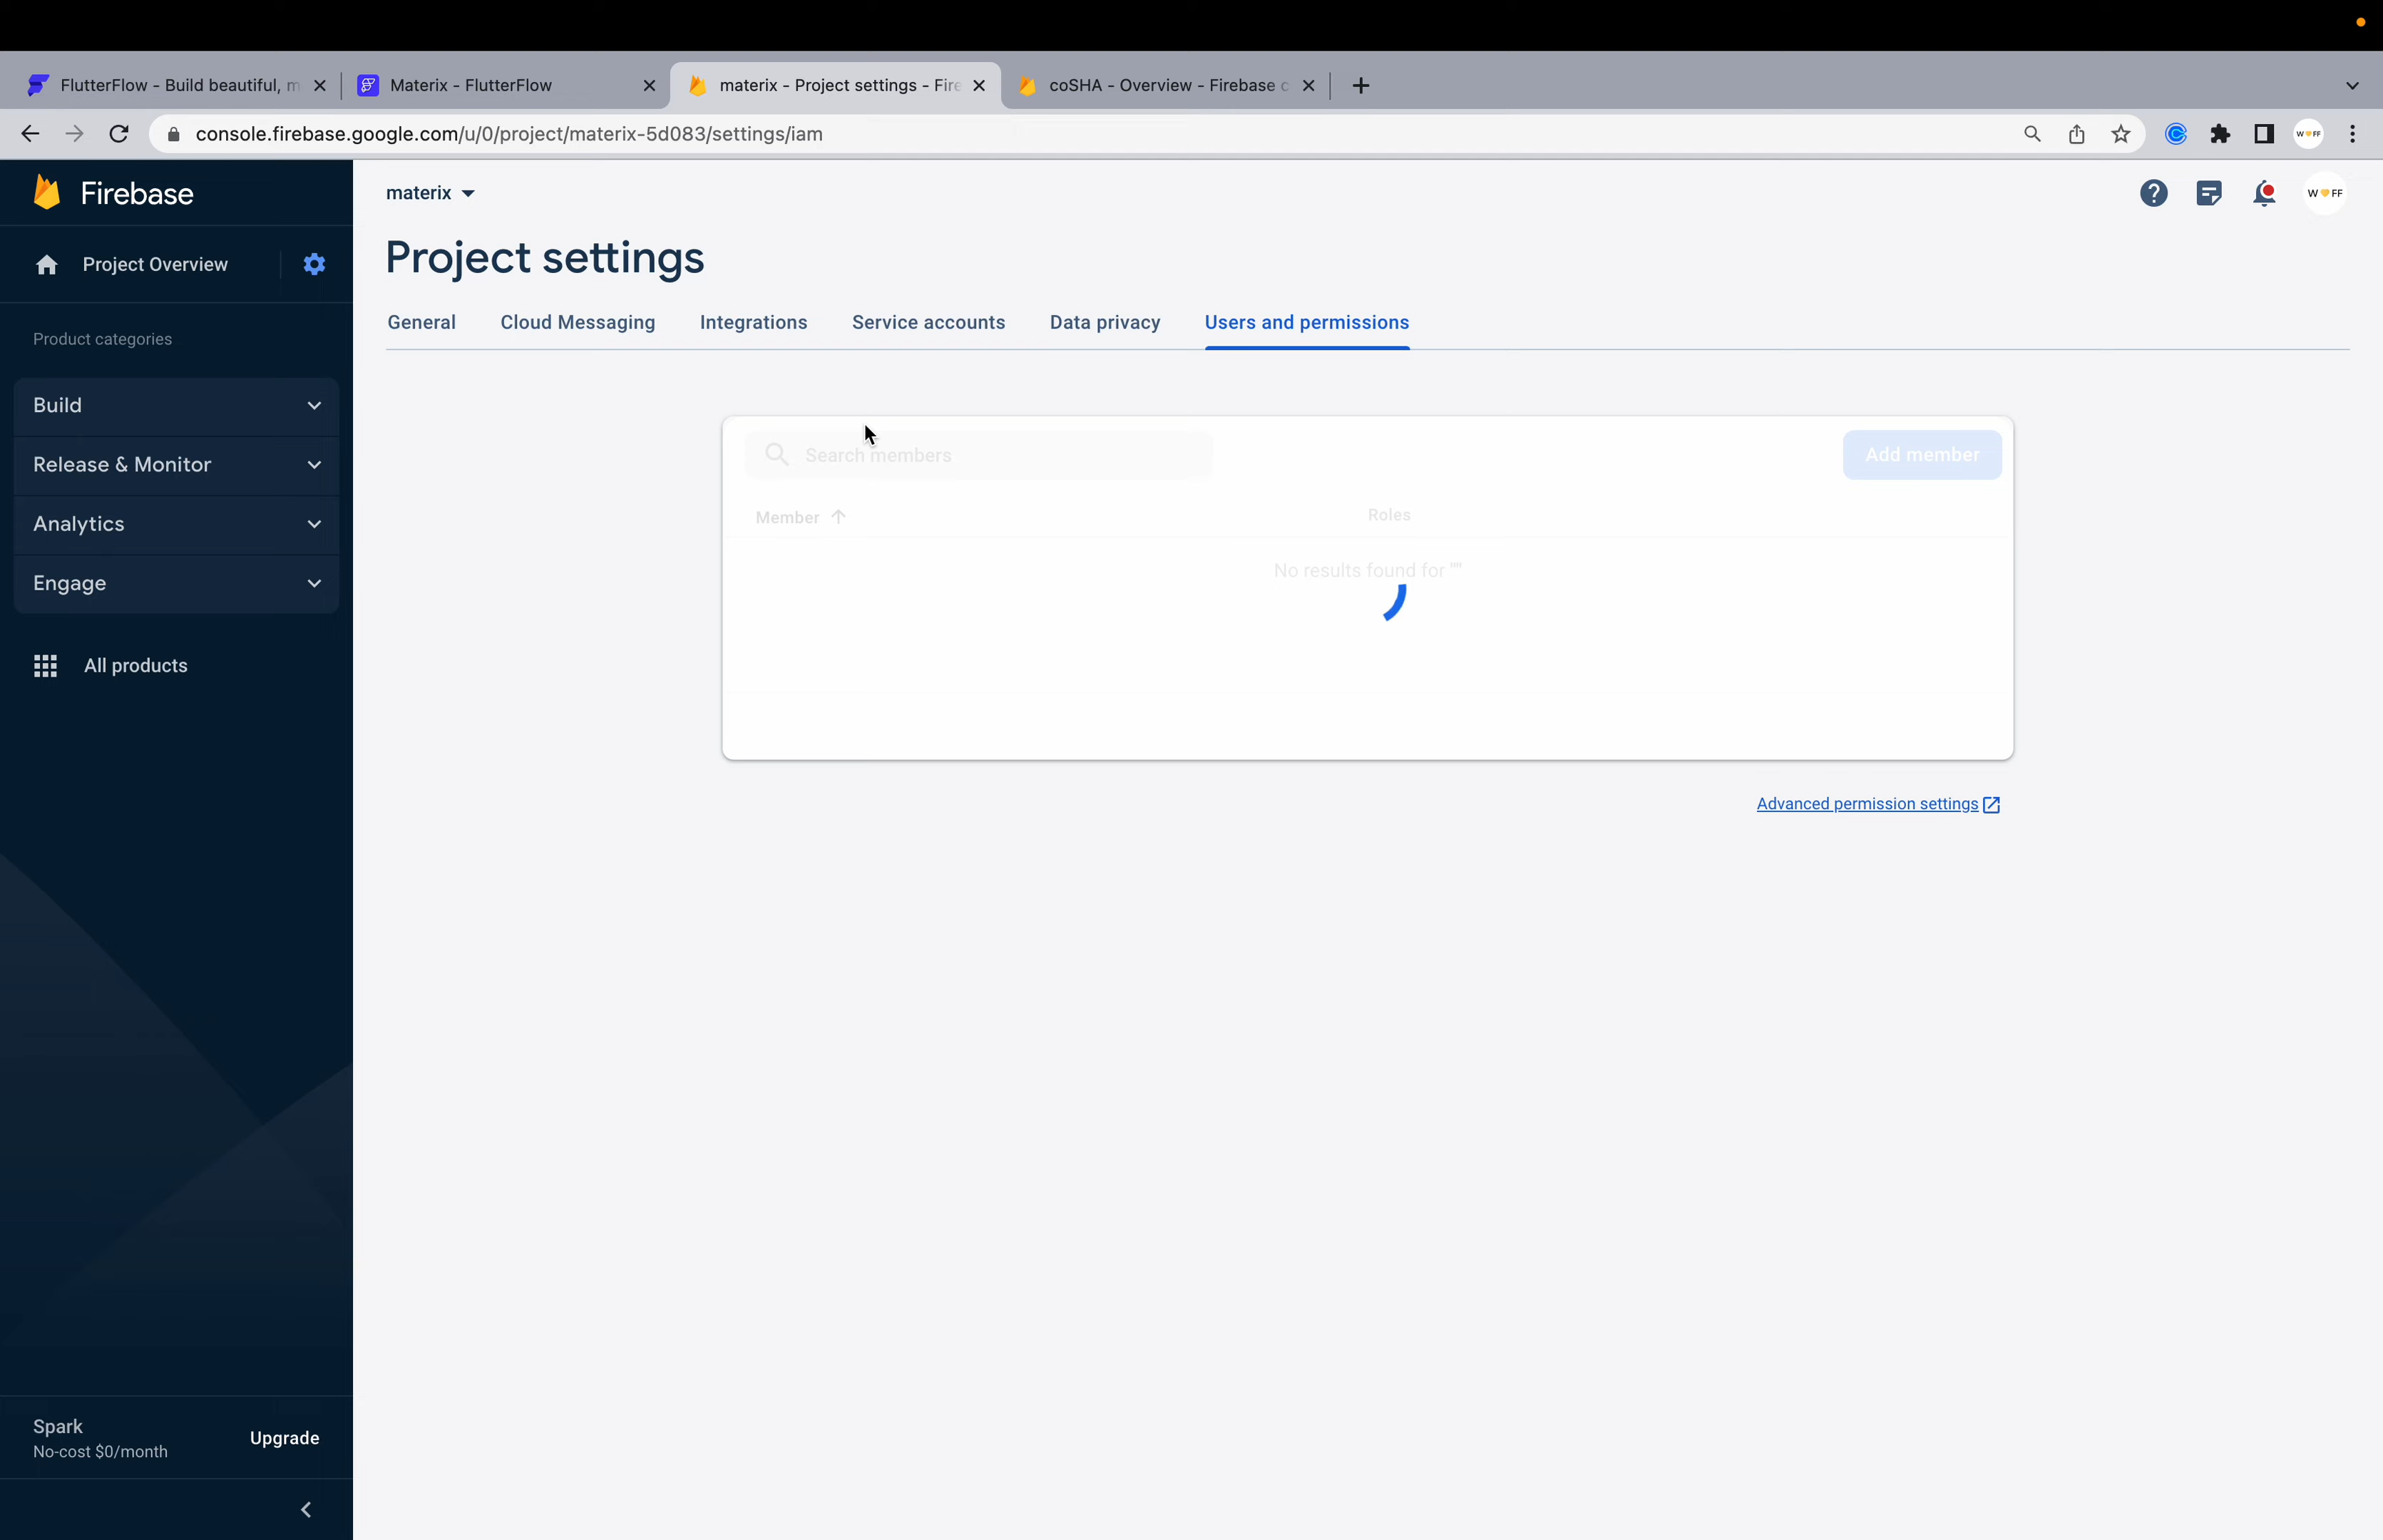 FlutterFlow - Build beautiful, m
Materix - FlutterFlow
materix - Project settings - Fire
coSHA - Overview - Firebase c
console.firebase.google.com/u/0/project/materix-5d083/settings/iam
W FF
Firebase
materix
W FF
Project Overview
Project settings
General
Cloud Messaging
Integrations
Service accounts
Data privacy
Users and permissions
Product categories
Build
Release & Monitor
Analytics
Engage
All products
Search members
Add member
Member
Roles
No results found for ""
Advanced permission settings
Spark
No-cost $0/month
Upgrade